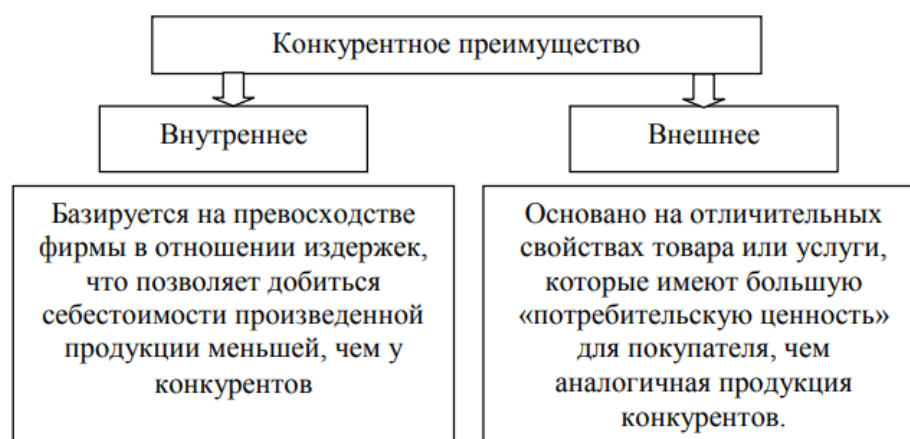 Конкурентное преимущество
Внутреннее
Внешнее
Базируется на превосходстве
фирмы в отношении издержек,
что позволяет добиться
себестоимости произведенной
продукции меньшей, чем у
конкурентов
Основано на отличительных
свойствах товара или услуги,
которые имеют большую
«потребительскую ценность»
для покупателя, чем
аналогичная продукция
конкурентов.